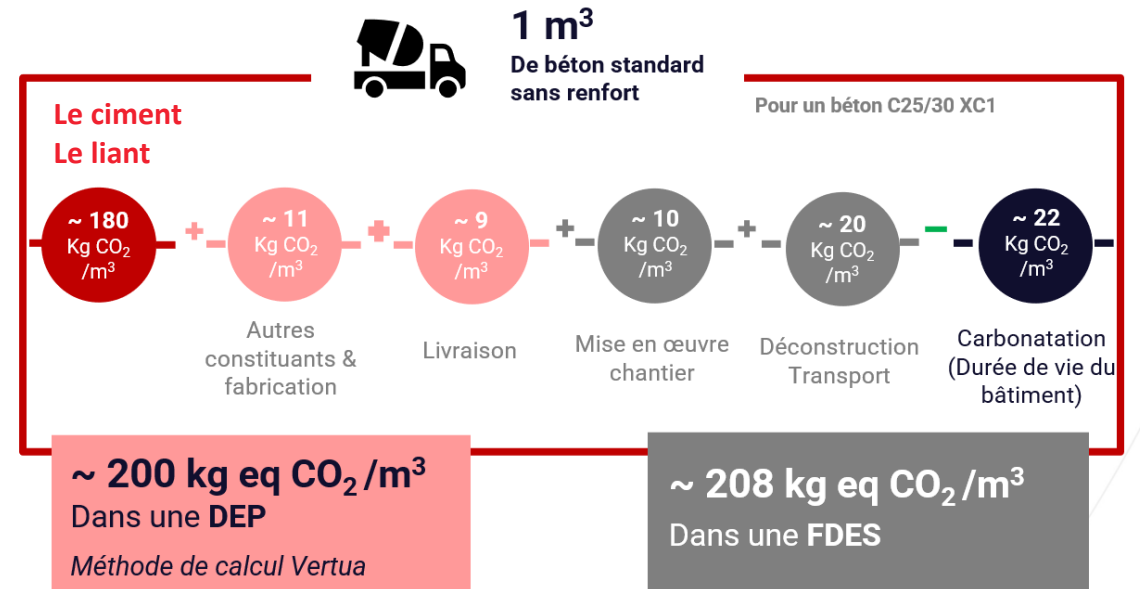 1 m³
De béton standard
sans renfort
Pour un béton C25/30 XC1
Le ciment
Le liant
~ 180
Kg CO₂
/m³
+
~ 11
Kg CO₂
/m³
+
~ 9
Kg CO₂
/m³
+
~ 10
Kg CO₂
/m³
+
~ 20
Kg CO₂
/m³
−
~ 22
Kg CO₂
/m³
Autres
constituants &
fabrication
Livraison
Mise en œuvre
chantier
Déconstruction
Transport
Carbonatation
(Durée de vie du
bâtiment)
~ 200 kg eq CO₂ /m³
Dans une DEP
Méthode de calcul Vertua
~ 208 kg eq CO₂ /m³
Dans une FDES